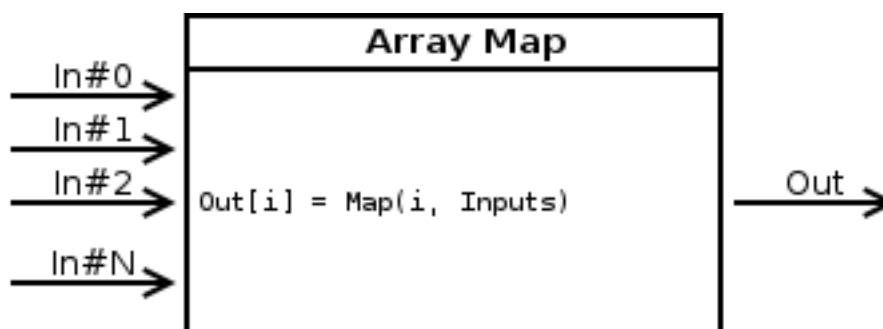 Array Map
In#0
In#1
In#2
Out[i] = Map(i, Inputs)
Out
In#N